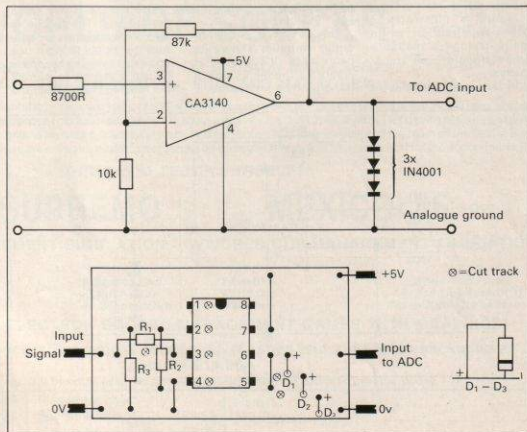 87k
5V
7
8700R
3
+
CA3140
6
To ADC input
2
−
4
10k
3x
IN4001
Analogue ground
+5V
⊗=Cut track
Input
Signal
0V
R1
R3
R2
1
8
2
7
3
6
4
5
+
D1
+
D2
+
D3
Input
to ADC
0v
+
D1 – D3